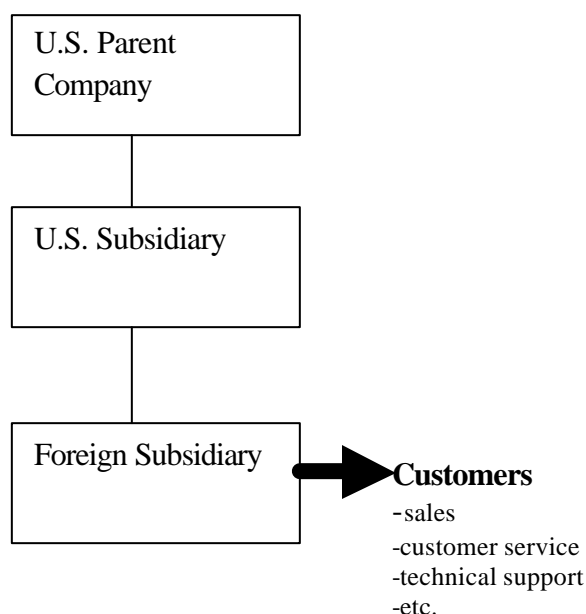 U.S. Parent
Company
U.S. Subsidiary
Foreign Subsidiary
Customers
-sales
-customer service
-technical support
-etc.